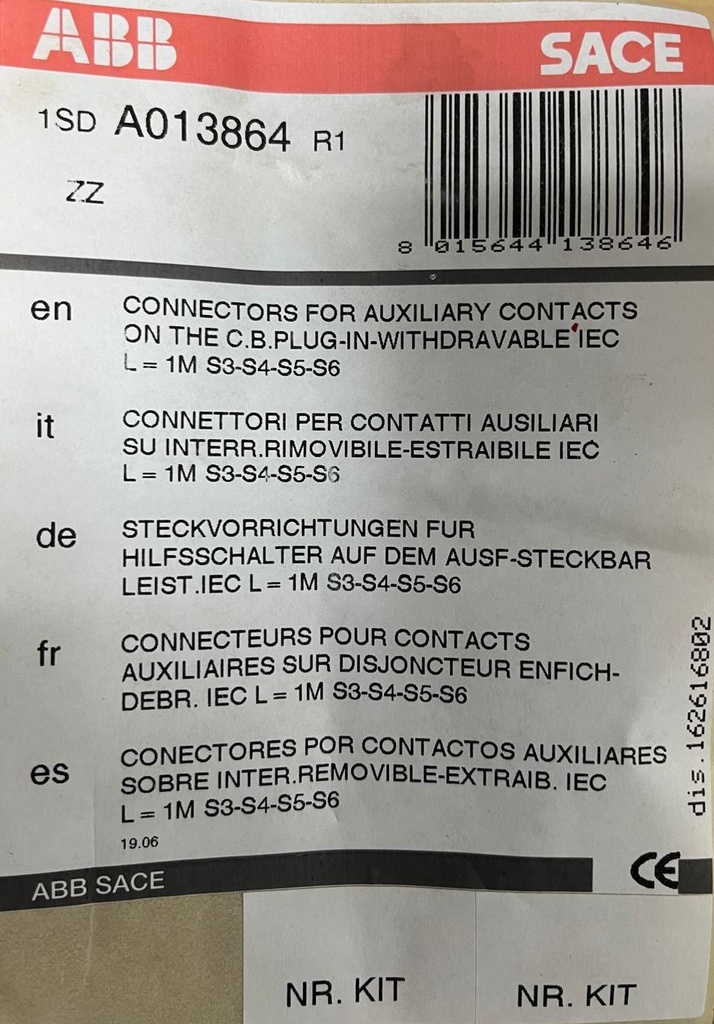 ABB SACE
1SD A013864 R1
ZZ
8 015644 138646
en CONNECTORS FOR AUXILIARY CONTACTS
ON THE C.B.PLUG-IN-WITHDRAVABLE IEC
L = 1M S3-S4-S5-S6
it CONNETTORI PER CONTATTI AUSILIARI
SU INTERR.RIMOVIBILE-ESTRAIBILE IEC
L = 1M S3-S4-S5-S6
de STECKVORRICHTUNGEN FUR
HILFSSCHALTER AUF DEM AUSF-STECKBAR
LEIST.IEC L = 1M S3-S4-S5-S6
fr CONNECTEURS POUR CONTACTS
AUXILIAIRES SUR DISJONCTEUR ENFICH-
DEBR. IEC L = 1M S3-S4-S5-S6
es CONECTORES POR CONTACTOS AUXILIARES
SOBRE INTER.REMOVIBLE-EXTRAIB. IEC
L = 1M S3-S4-S5-S6
19.06
dis.162616802
ABB SACE
CE
NR. KIT NR. KIT